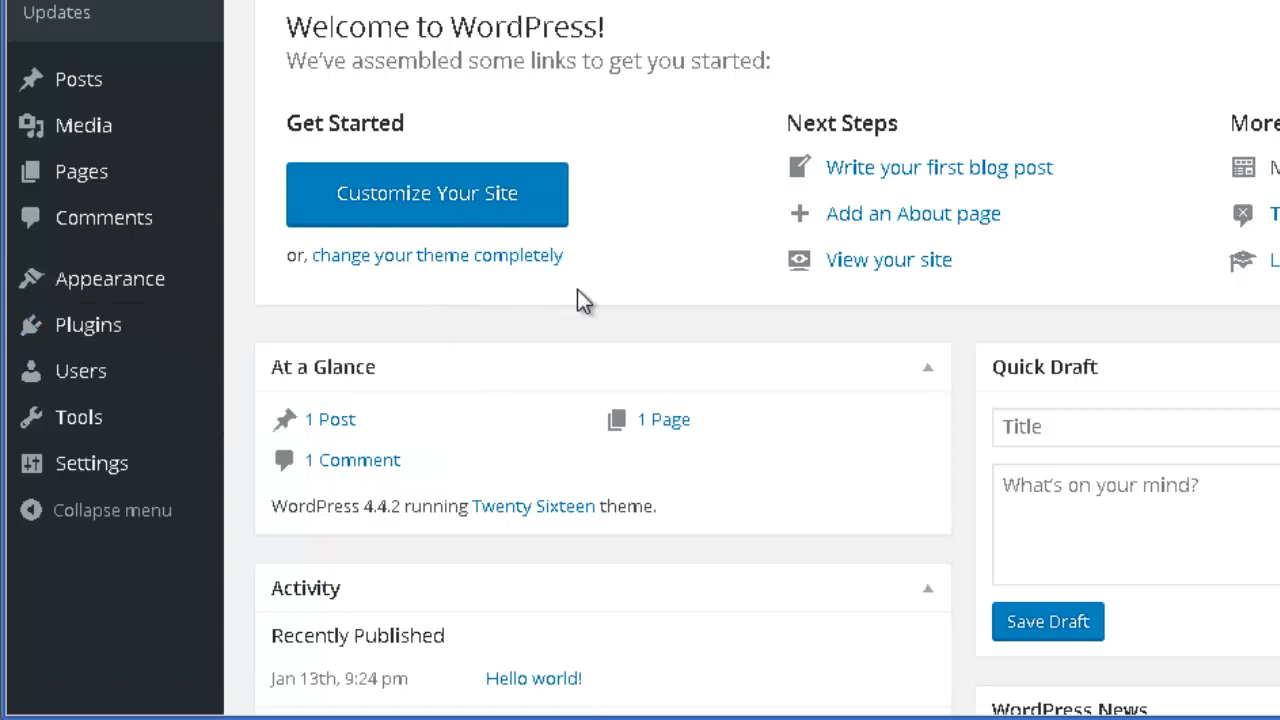 Updates
Posts
Media
Pages
Comments
Appearance
Plugins
Users
Tools
Settings
Collapse menu
Welcome to WordPress!
We've assembled some links to get you started:
Get Started
Customize Your Site
or, change your theme completely
Next Steps
Write your first blog post
Add an About page
View your site
More
At a Glance
1 Post
1 Page
1 Comment
WordPress 4.4.2 running Twenty Sixteen theme.
Activity
Recently Published
Jan 13th, 9:24 pm
Hello world!
Quick Draft
Title
What's on your mind?
Save Draft
WordPress News